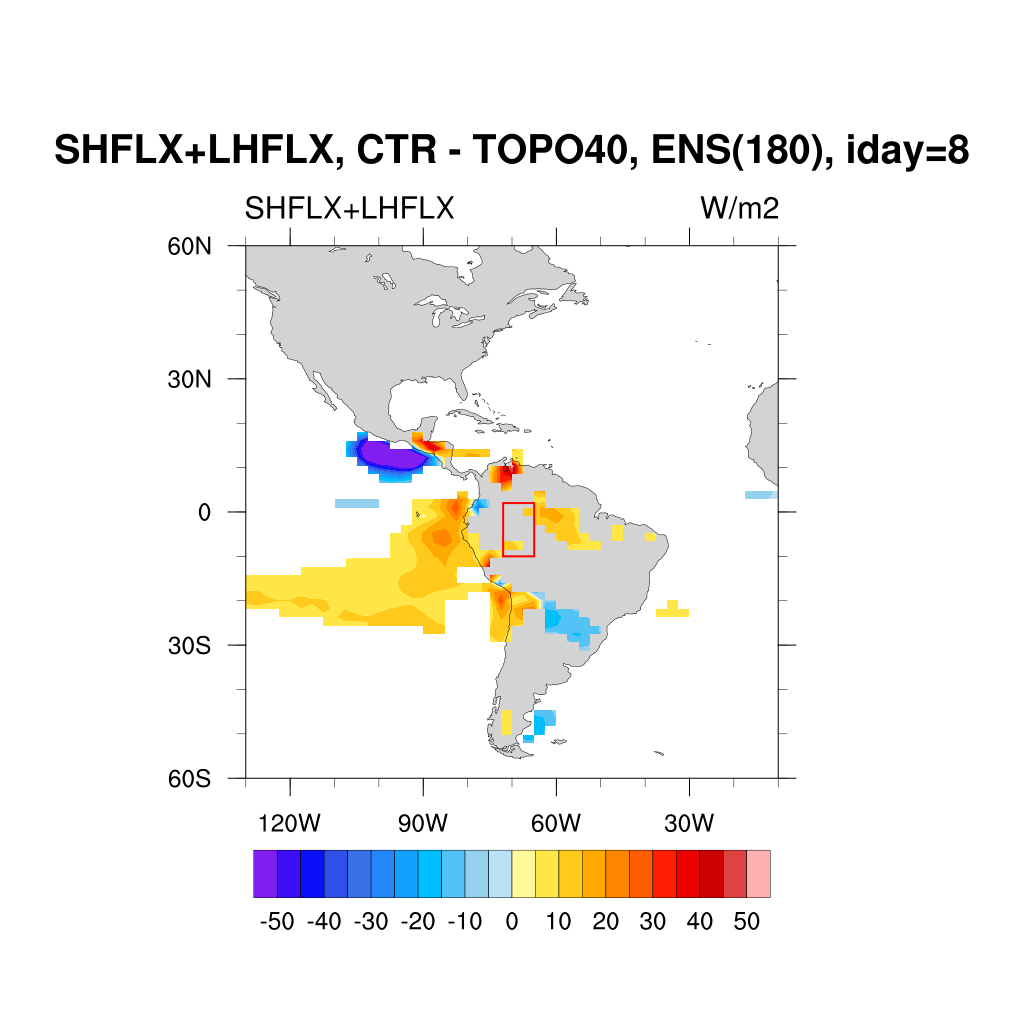 SHFLX+LHFLX, CTR - TOPO40, ENS(180), iday=8
SHFLX+LHFLX W/m2
60N
30N
0
30S
60S
120W 90W 60W 30W
-50 -40 -30 -20 -10 0 10 20 30 40 50